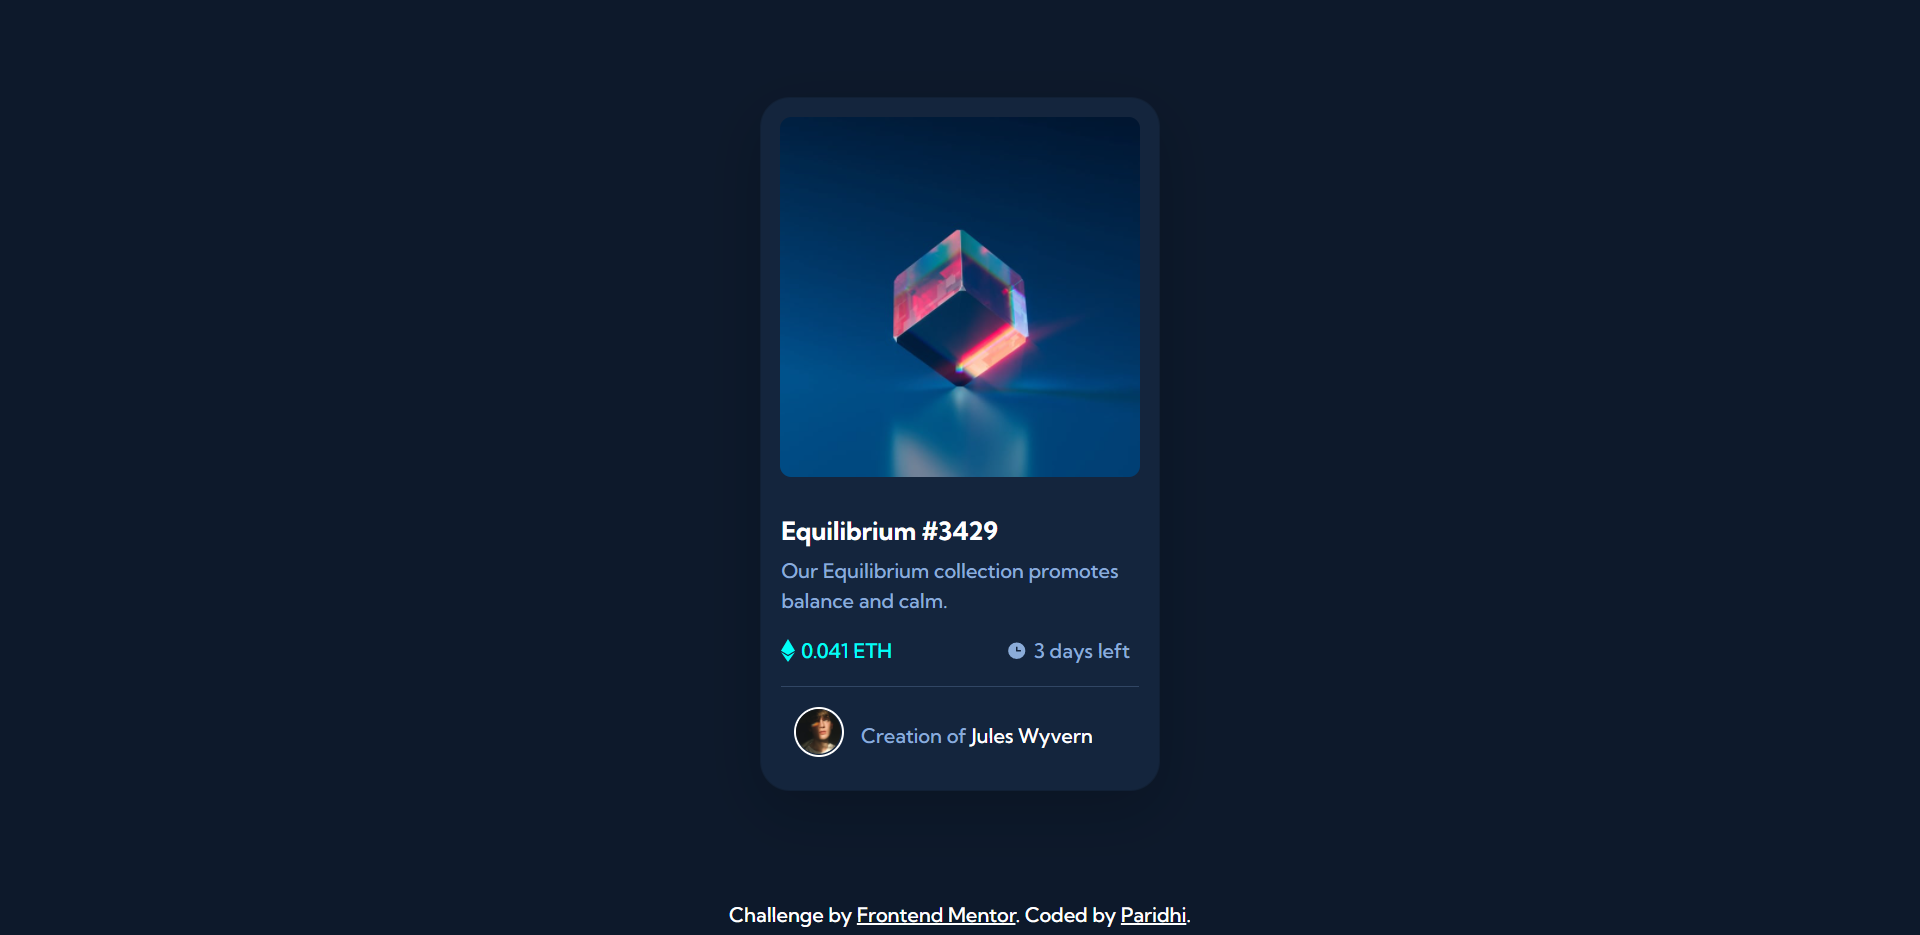 Equilibrium #3429
Our Equilibrium collection promotes
balance and calm.
0.041 ETH
3 days left
Creation of Jules Wyvern
Challenge by Frontend Mentor. Coded by Paridhi.